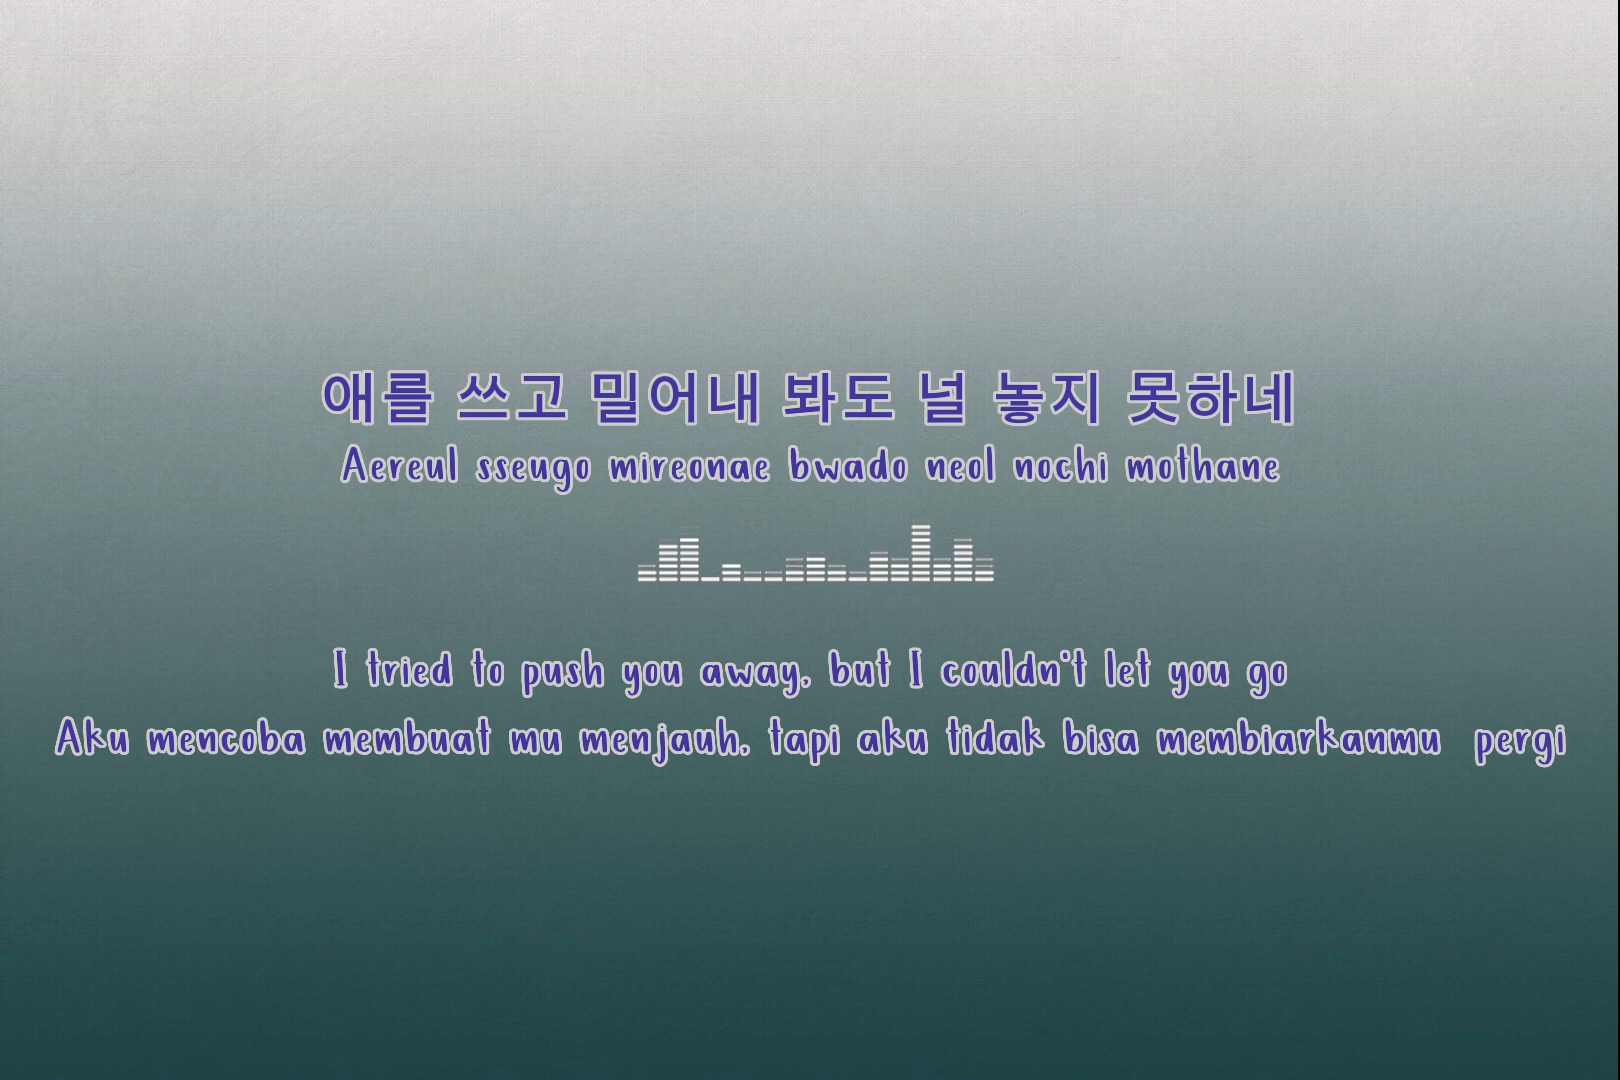 애를 쓰고 밀어내 봐도 널 놓지 못하네
Aereul sseugo mireonae bwado neol nochi mothane
I tried to push you away, but I couldn't let you go
Aku mencoba membuat mu menjauh, tapi aku tidak bisa membiarkanmu  pergi